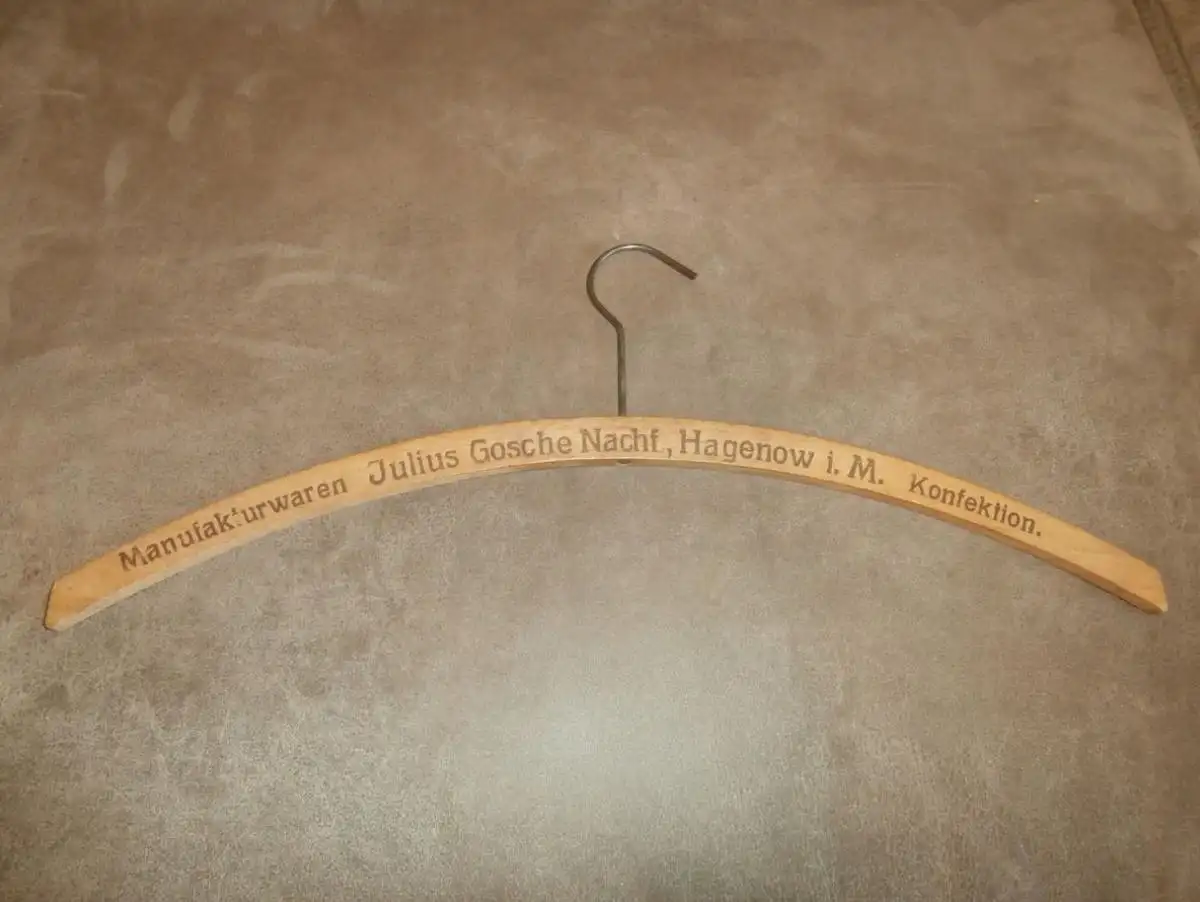 Manufakturwaren Julius Gosche Nachf., Hagenow i. M. Konfektion.